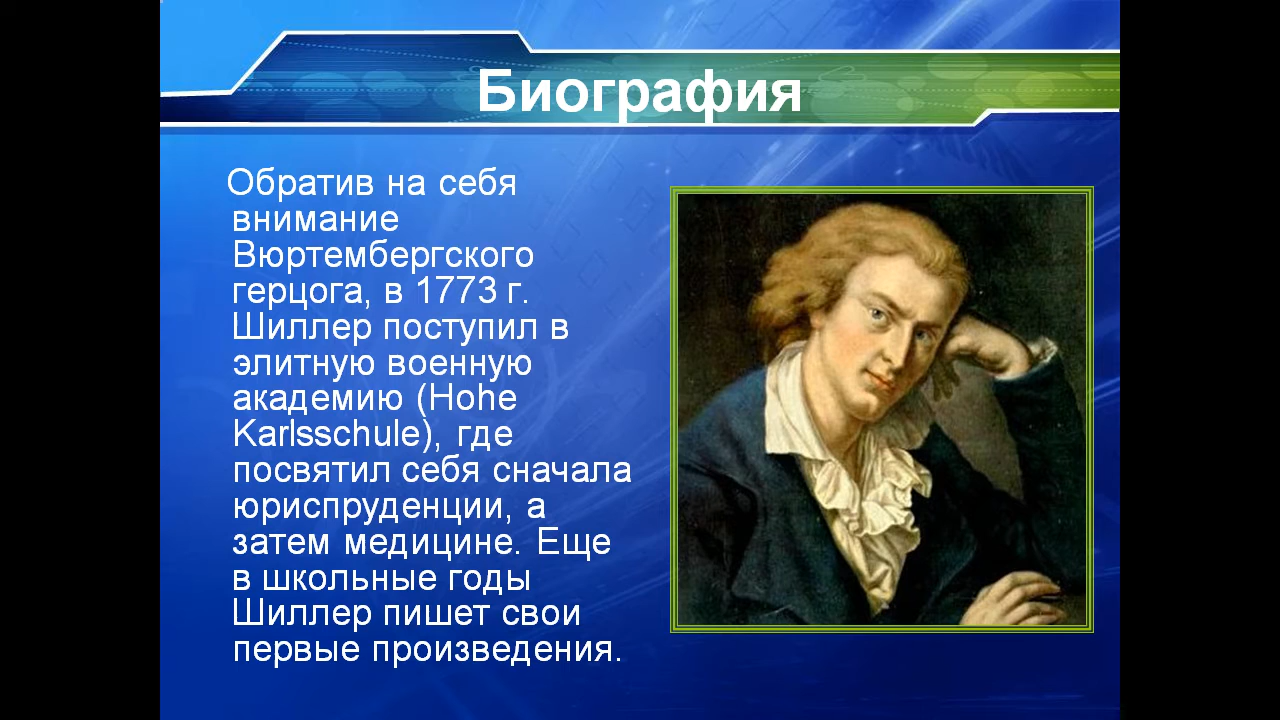 Биография
Обратив на себя
внимание
Вюртембергского
герцога, в 1773 г.
Шиллер поступил в
элитную военную
академию (Hohe
Karlsschule), где
посвятил себя сначала
юриспруденции, а
затем медицине. Еще
в школьные годы
Шиллер пишет свои
первые произведения.